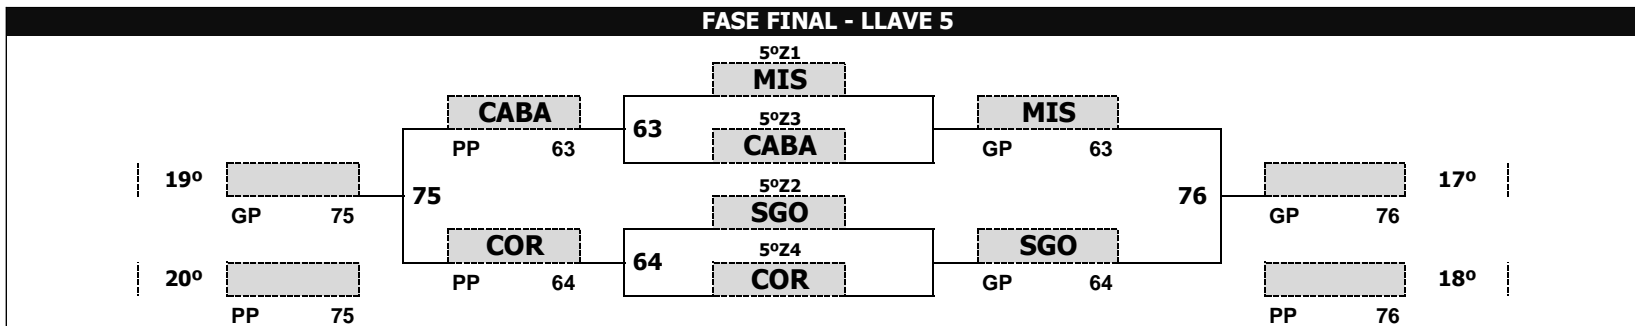 FASE FINAL - LLAVE 5
5ºZ1
MIS
CABA
MIS
63
5ºZ3
CABA
PP 63
GP 63
19º
17º
75
76
5ºZ2
SGO
GP 75
GP 76
COR
SGO
64
5ºZ4
COR
20º
18º
PP 64
GP 64
PP 75
PP 76